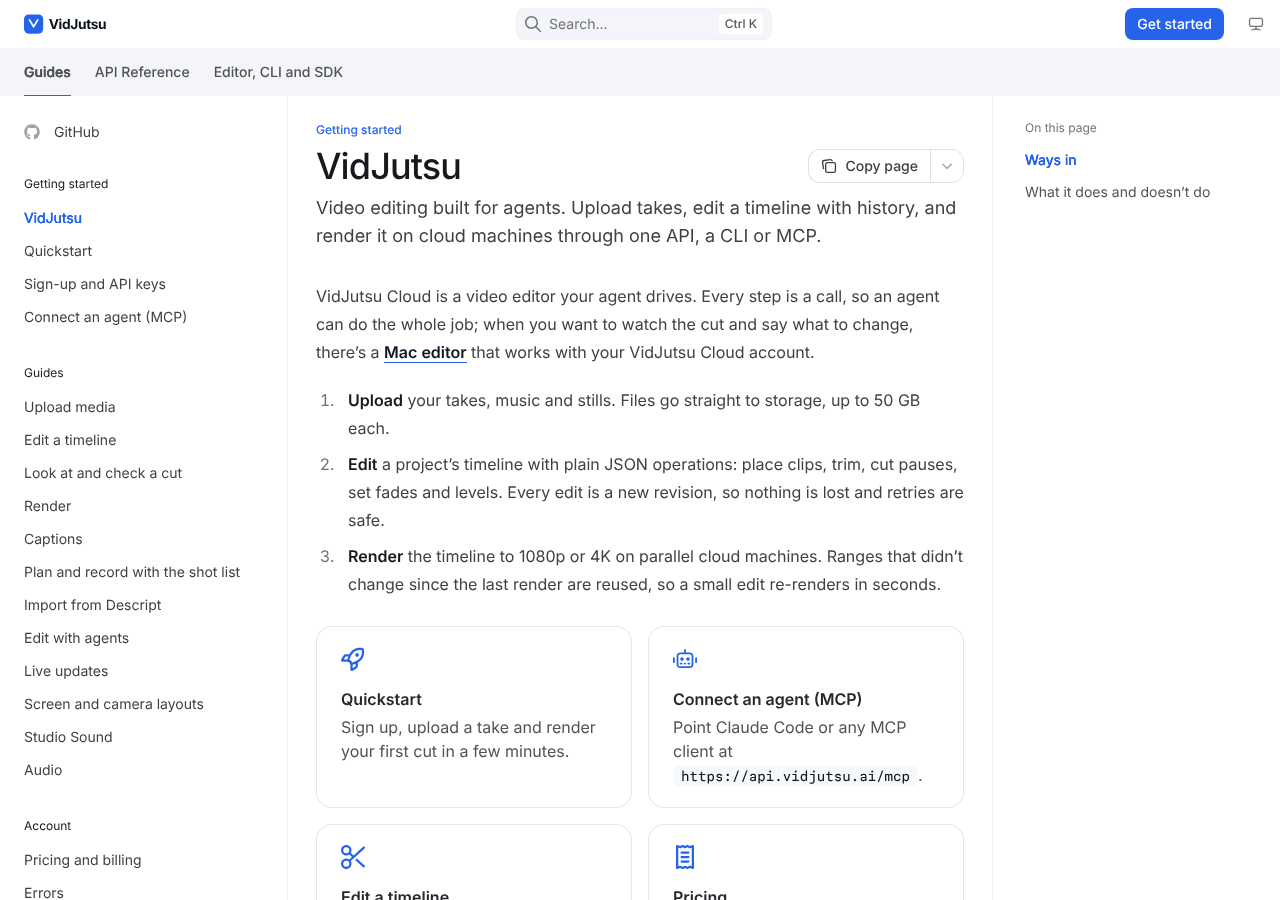 VidJutsu
Search...
Ctrl K
Get started
Guides
API Reference
Editor, CLI and SDK
GitHub
Getting started
VidJutsu
Quickstart
Sign-up and API keys
Connect an agent (MCP)
Guides
Upload media
Edit a timeline
Look at and check a cut
Render
Captions
Plan and record with the shot list
Import from Descript
Edit with agents
Live updates
Screen and camera layouts
Studio Sound
Audio
Account
Pricing and billing
Errors
Getting started
VidJutsu
Copy page
Video editing built for agents. Upload takes, edit a timeline with history, and
render it on cloud machines through one API, a CLI or MCP.
VidJutsu Cloud is a video editor your agent drives. Every step is a call, so an agent
can do the whole job; when you want to watch the cut and say what to change,
there’s a Mac editor that works with your VidJutsu Cloud account.
1. Upload your takes, music and stills. Files go straight to storage, up to 50 GB
each.
2. Edit a project’s timeline with plain JSON operations: place clips, trim, cut pauses,
set fades and levels. Every edit is a new revision, so nothing is lost and retries are
safe.
3. Render the timeline to 1080p or 4K on parallel cloud machines. Ranges that didn’t
change since the last render are reused, so a small edit re-renders in seconds.
Quickstart
Sign up, upload a take and render
your first cut in a few minutes.
Connect an agent (MCP)
Point Claude Code or any MCP
client at
https://api.vidjutsu.ai/mcp .
Edit a timeline
Pricing
On this page
Ways in
What it does and doesn’t do